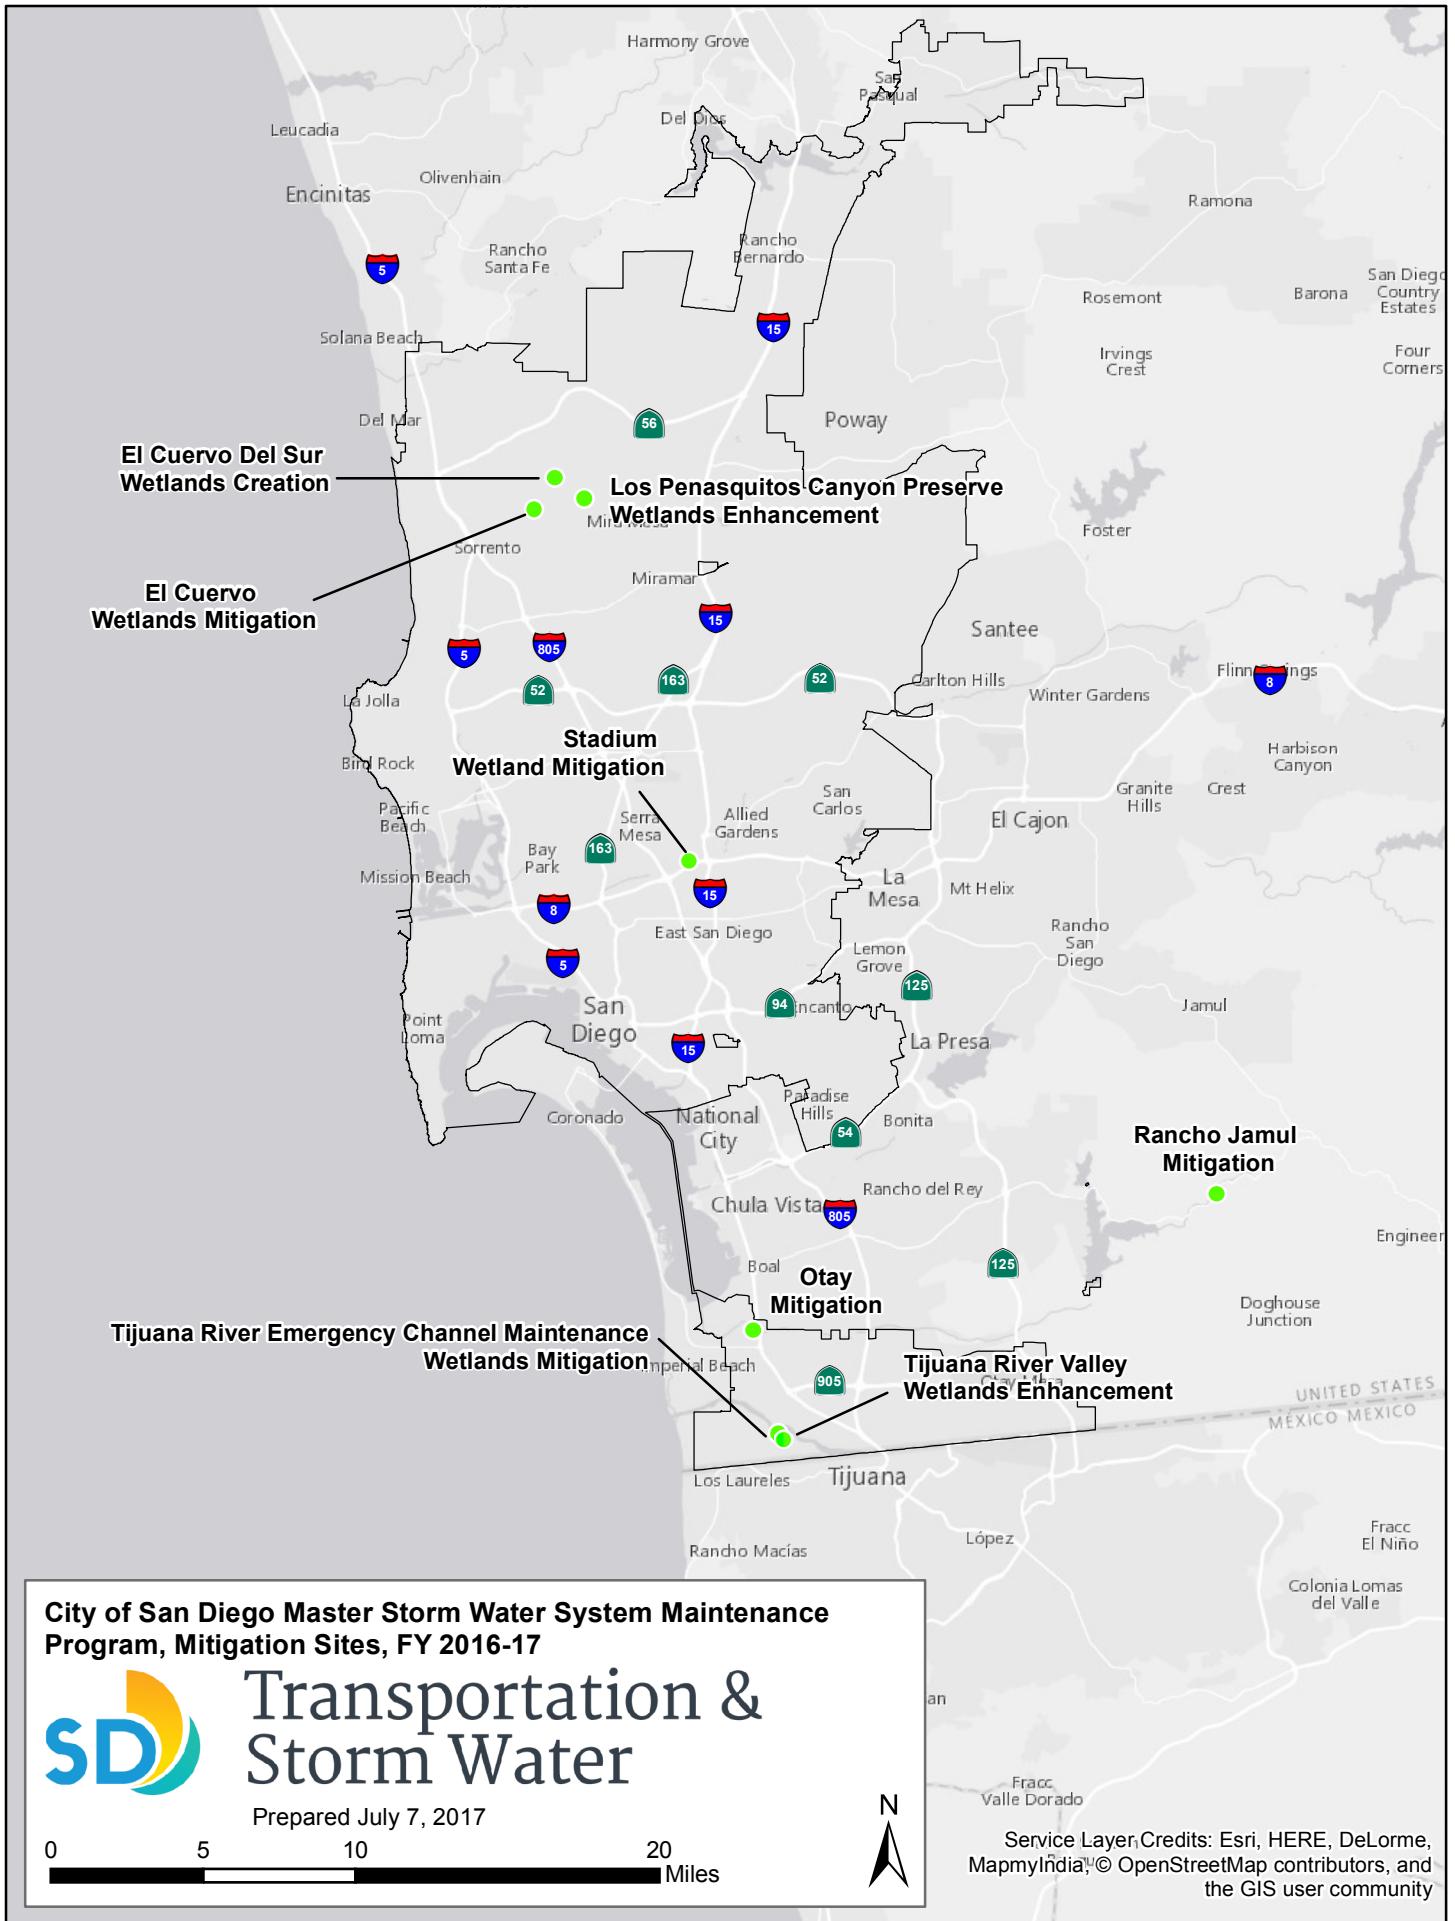 Harmony Grove
San
Pasqual
Del Dios
Leucadia
Olivenhain
Encinitas
Ramona
Rancho
Santa Fe
Rancho
Bernardo
5
San Diego
Country
Estates
Rosemont
Barona
15
Solana Beach
Irvings
Crest
Four
Corners
Del Mar
56
Poway
El Cuervo Del Sur
Wetlands Creation
Los Penasquitos Canyon Preserve
Wetlands Enhancement
Mira Mesa
Foster
Sorrento
Miramar
El Cuervo
Wetlands Mitigation
15
Santee
5
805
52
163
52
Carlton Hills
Flinn Springs
8
Winter Gardens
La Jolla
Stadium
Wetland Mitigation
Bird Rock
Harbison
Canyon
Pacific
Beach
Serra
Mesa
Allied
Gardens
San
Carlos
Granite
Hills
Crest
El Cajon
163
Bay
Park
Mission Beach
La
Mesa
Mt Helix
15
8
East San Diego
Rancho
San
Diego
Lemon
Grove
5
125
94
Encanto
San
Diego
Jamul
Point
Loma
15
La Presa
Coronado
National
City
Paradise
Hills
Bonita
54
Rancho Jamul
Mitigation
Rancho del Rey
Chula Vista
805
Engineer
Boal
125
Otay
Mitigation
Doghouse
Junction
Tijuana River Emergency Channel Maintenance
Wetlands Mitigation
Imperial Beach
905
Otay Mesa
Tijuana River Valley
Wetlands Enhancement
UNITED STATES
MÉXICO MEXICO
Los Laureles
Tijuana
López
Rancho Macías
Fracc
El Niño
Colonia Lomas
del Valle
City of San Diego Master Storm Water System Maintenance
Program, Mitigation Sites, FY 2016-17
SD
Transportation &
Storm Water
an
Prepared July 7, 2017
N
0 5 10 20
Miles
Fracc
Valle Dorado
Service Layer Credits: Esri, HERE, DeLorme,
MapmyIndia, © OpenStreetMap contributors, and
the GIS user community